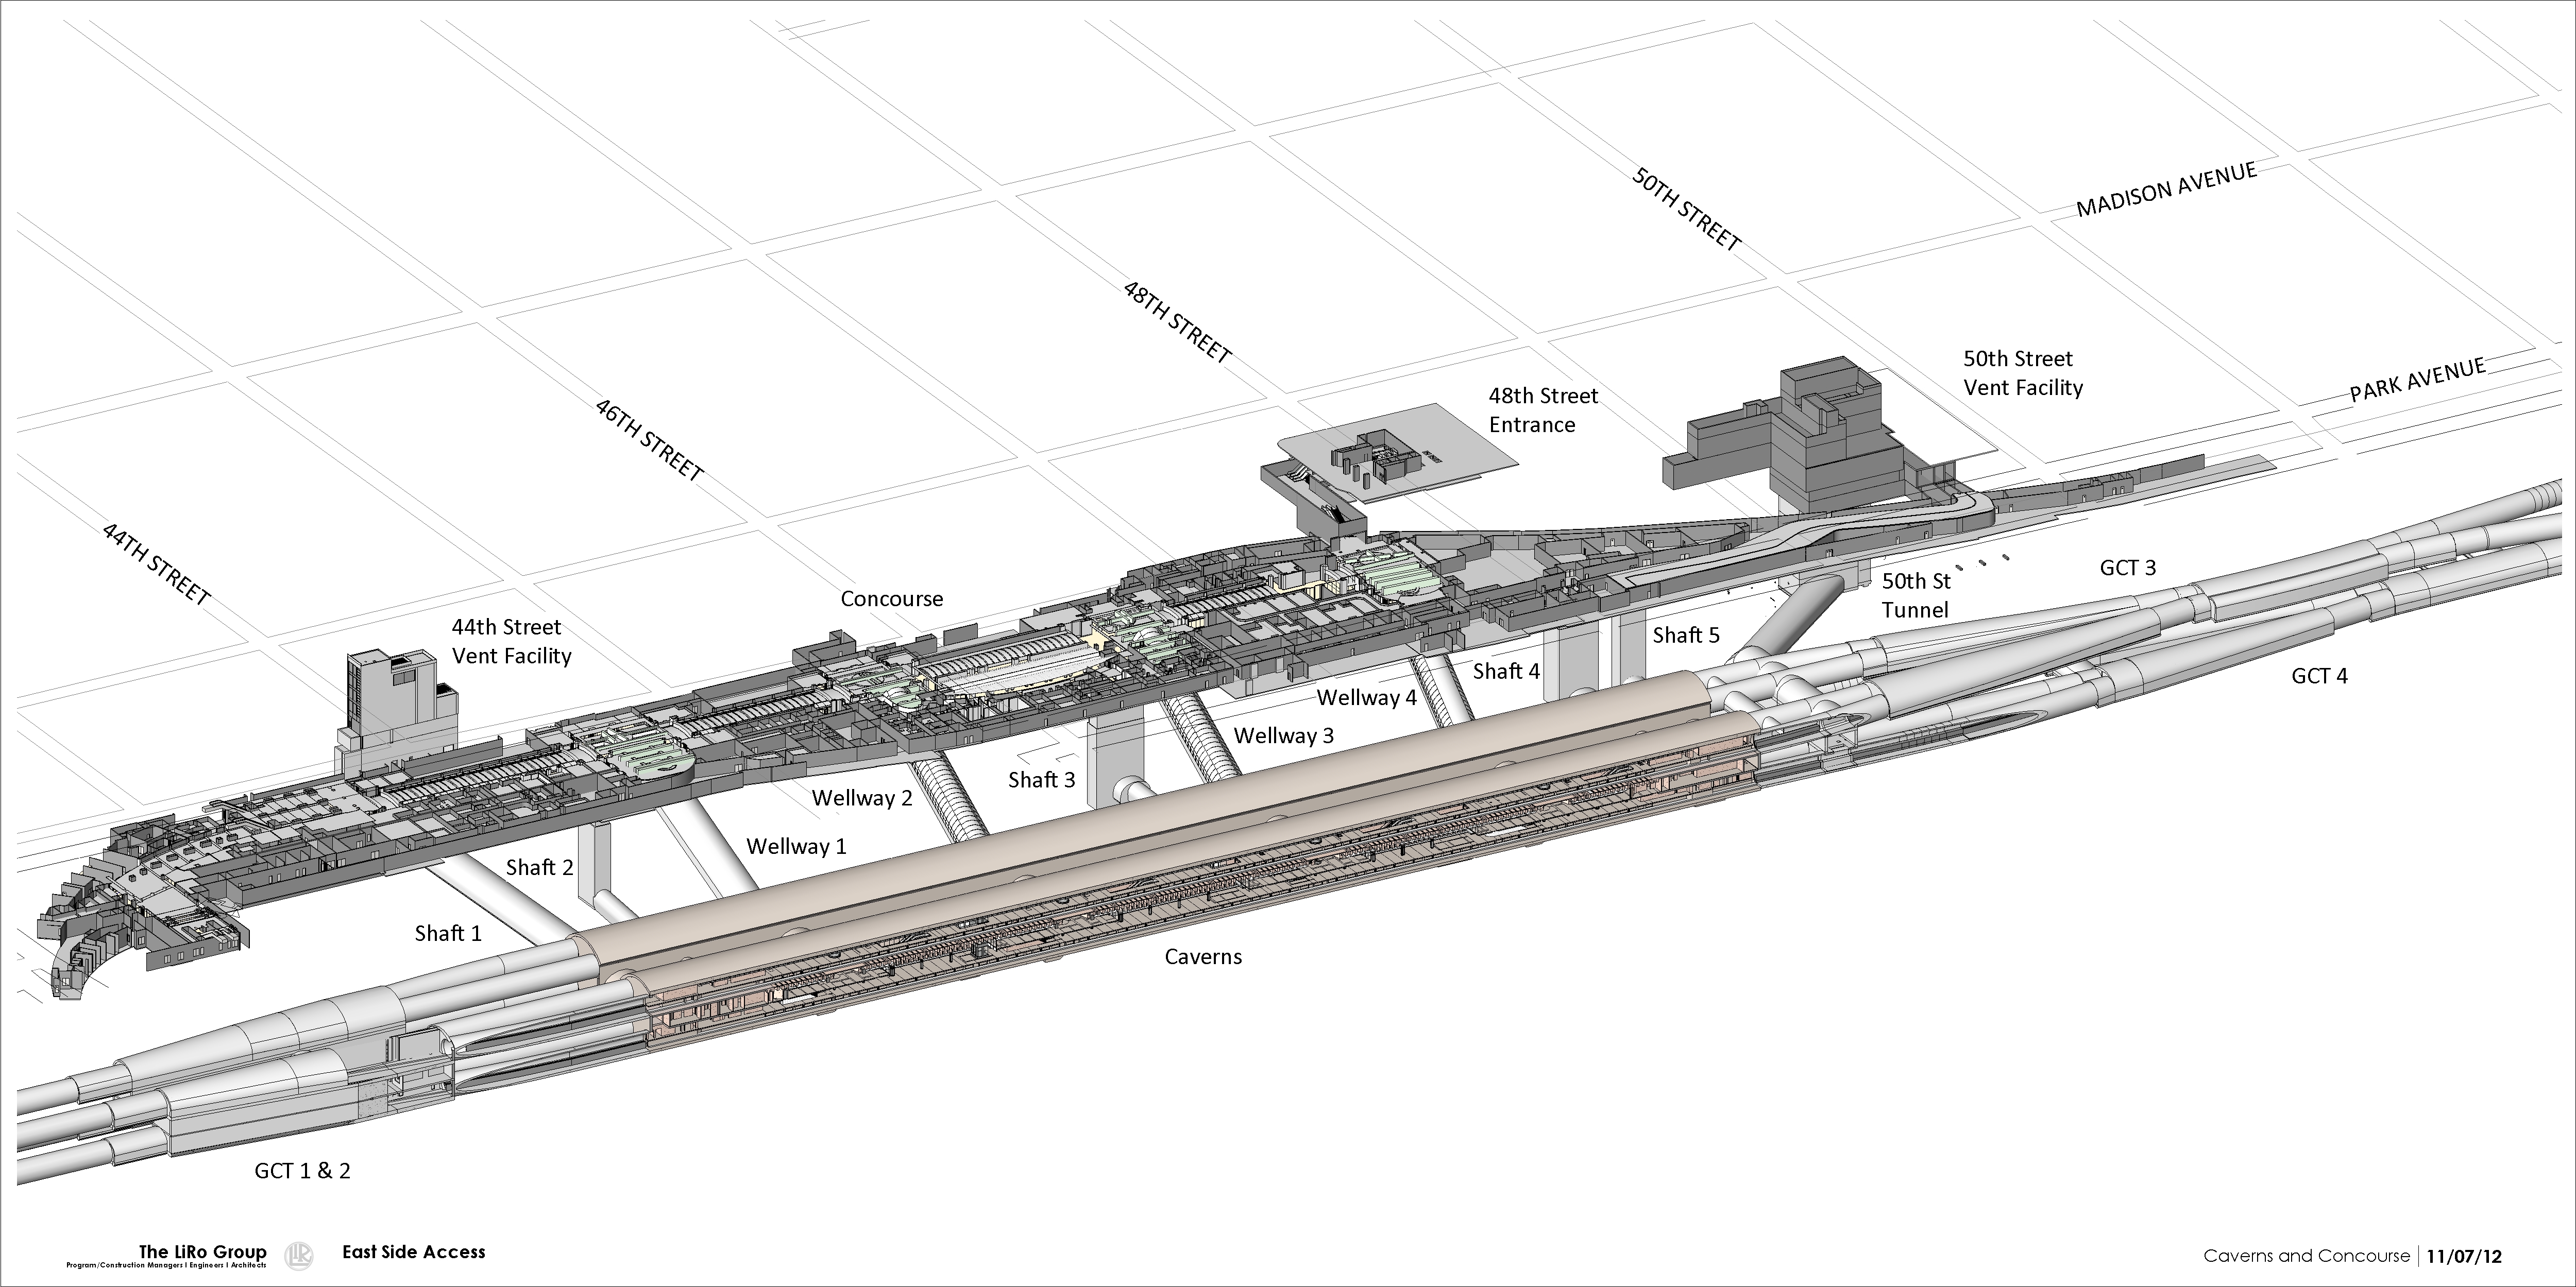 50TH STREET
MADISON AVENUE
48TH STREET
50th Street
Vent Facility
PARK AVENUE
48th Street
Entrance
46TH STREET
44TH STREET
GCT 3
50th St
Tunnel
Concourse
44th Street
Vent Facility
Shaft 5
Shaft 4
GCT 4
Wellway 4
Wellway 3
Shaft 3
Wellway 2
Wellway 1
Shaft 2
Shaft 1
Caverns
GCT 1 & 2
The LiRo Group
Program/Construction Managers I Engineers I Architects
LiRo
East Side Access
Caverns and Concourse | 11/07/12